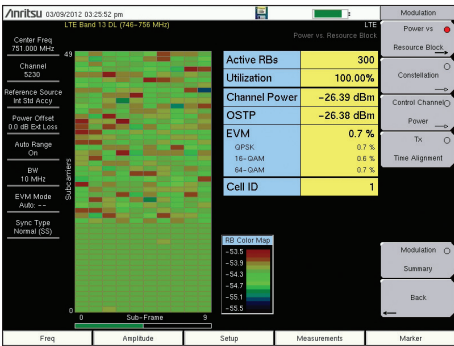 Anritsu 03/09/2012 03:25:52 pm
Modulation
LTE Band 13 DL (746-756 MHz)
LTE
Power vs. Resource Block
Center Freq
751.000 MHz
Channel
5230
Reference Source
Int Std Accy
Power Offset
0.0 dB Ext Loss
Auto Range
On
BW
10 MHz
EVM Mode
Auto: --
Sync Type
Normal (SS)
49
Subcarriers
0
0 Sub-Frame 9
Active RBs 300
Utilization 100.00%
Channel Power -26.39 dBm
OSTP -26.38 dBm
EVM 0.7 %
QPSK 0.7 %
16-QAM 0.6 %
64-QAM 0.7 %
Cell ID 1
RB Color Map
-53.5
-53.9
-54.3
-54.7
-55.1
-55.5
Power vs
Resource Block
Constellation
Control Channel
Power
Tx
Time Alignment
Modulation
Summary
Back
Freq
Amplitude
Setup
Measurements
Marker